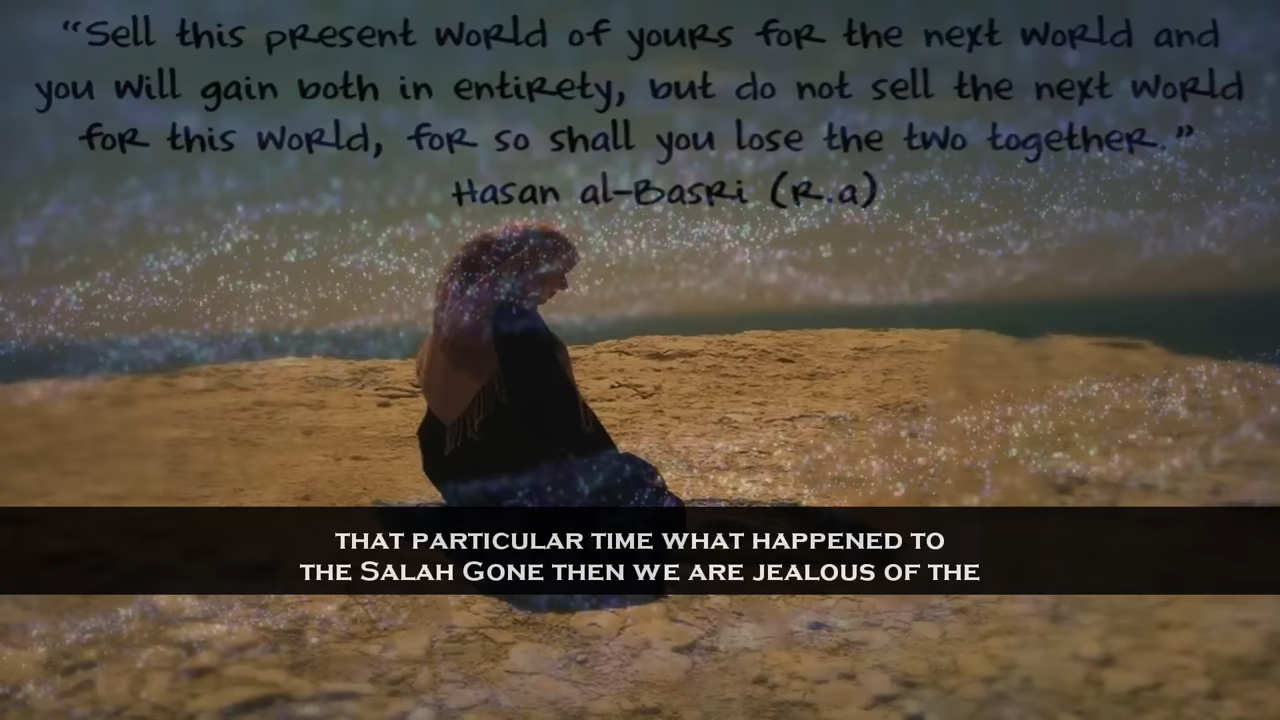 “Sell this present world of yours for the next world and
you will gain both in entirety, but do not sell the next world
for this world, for so shall you lose the two together.”
Hasan al-Basri (R.a)
THAT PARTICULAR TIME WHAT HAPPENED TO
THE SALAH GONE THEN WE ARE JEALOUS OF THE